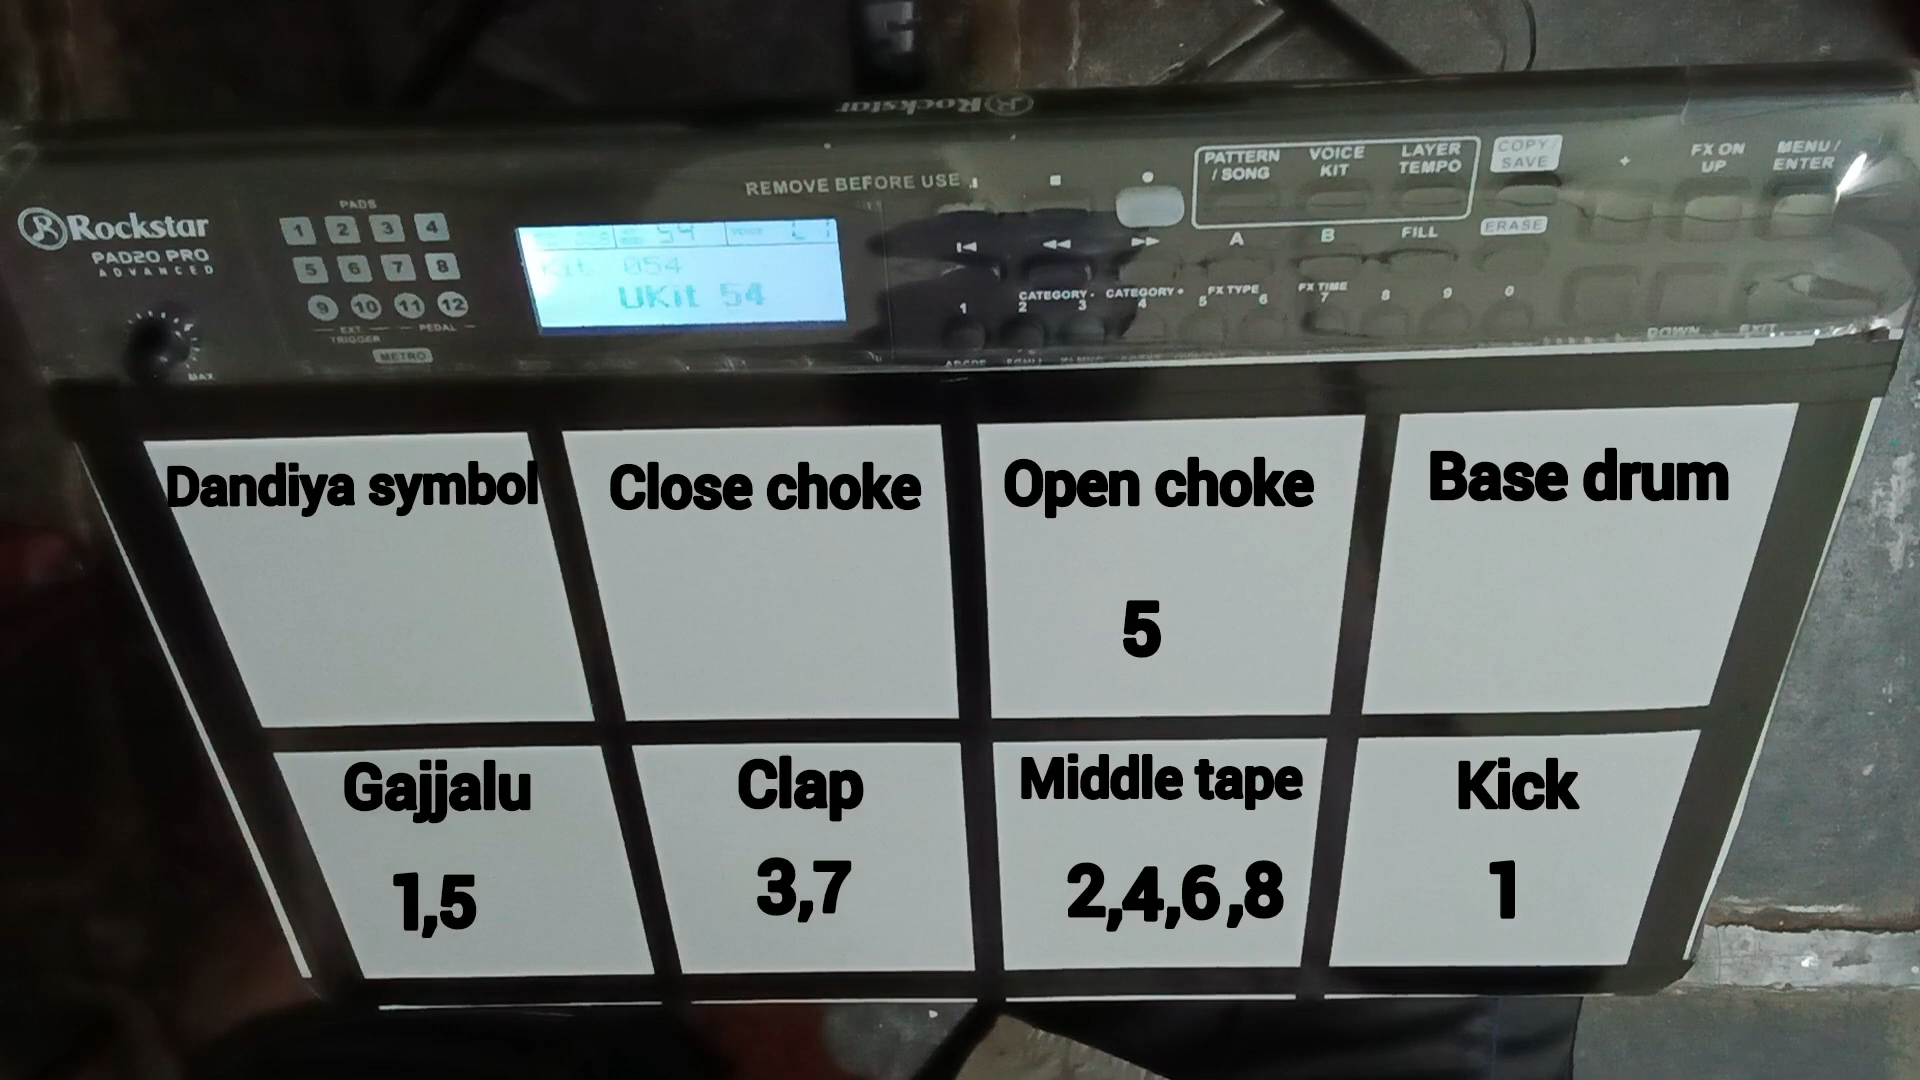 Rockstar
REMOVE BEFORE USE
PATTERN / SONG
VOICE KIT
LAYER TEMPO
COPY / SAVE
+
FX ON UP
MENU / ENTER
Rockstar
PAD20 PRO
ADVANCED
PADS
1 2 3 4
5 6 7 8
9 10 11 12
EXT. TRIGGER
PEDAL
METRO
MAX
54
Kit 054
UKit 54
A
B
FILL
ERASE
CATEGORY -
CATEGORY +
FX TYPE
FX TIME
1 2 3 4 5 6 7 8 9 0
DOWN
EXIT
Dandiya symbol
Close choke
Open choke
5
Base drum
Gajjalu
1,5
Clap
3,7
Middle tape
2,4,6,8
Kick
1